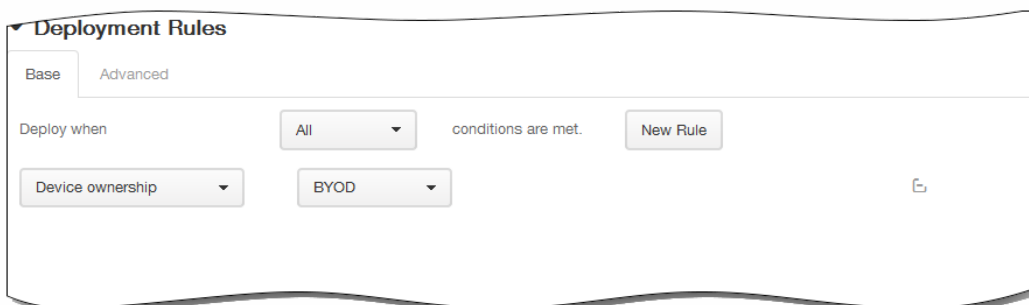 Deployment Rules
Base Advanced
Deploy when All conditions are met. New Rule
Device ownership BYOD